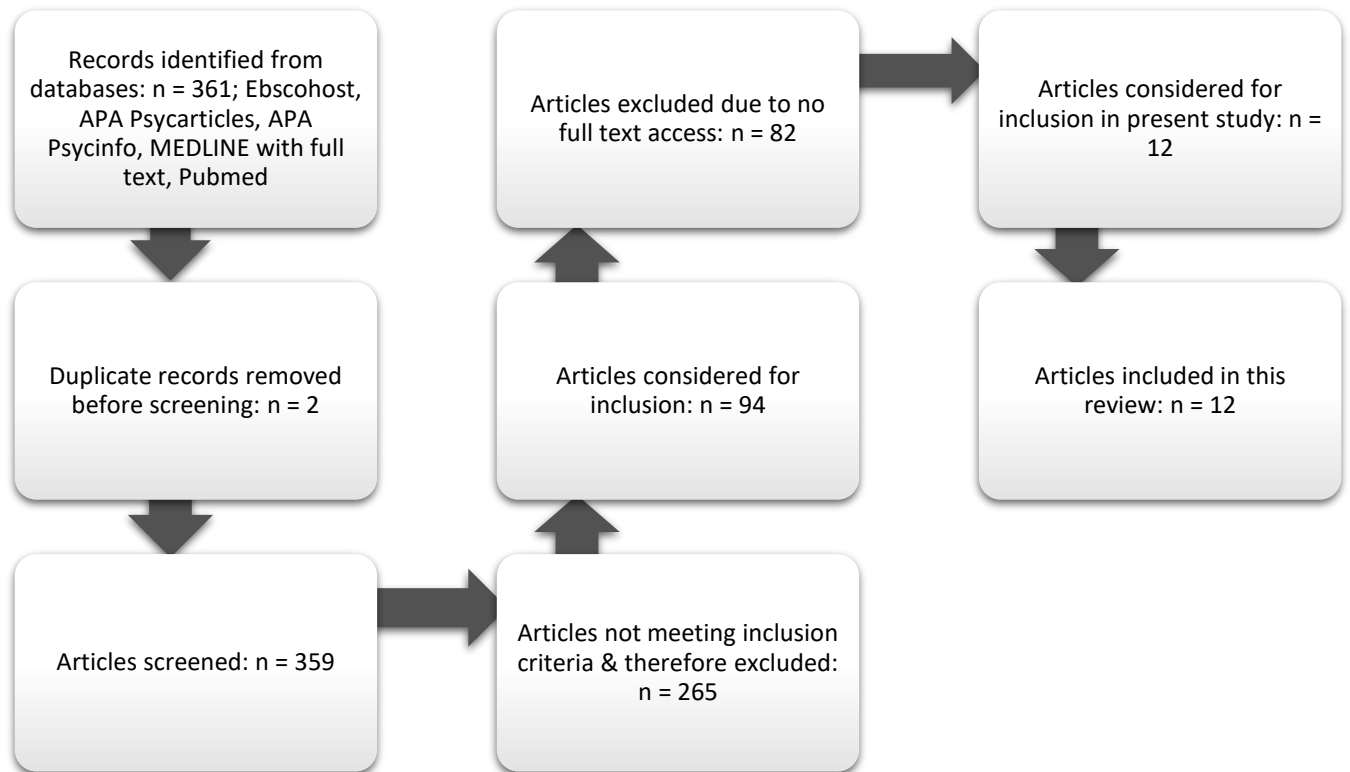 Records identified from
databases: n = 361; Ebscohost,
APA Psycarticles, APA
Psycinfo, MEDLINE with full
text, Pubmed
Duplicate records removed
before screening: n = 2
Articles screened: n = 359
Articles not meeting inclusion
criteria & therefore excluded:
n = 265
Articles considered for
inclusion: n = 94
Articles excluded due to no
full text access: n = 82
Articles considered for
inclusion in present study: n =
12
Articles included in this
review: n = 12